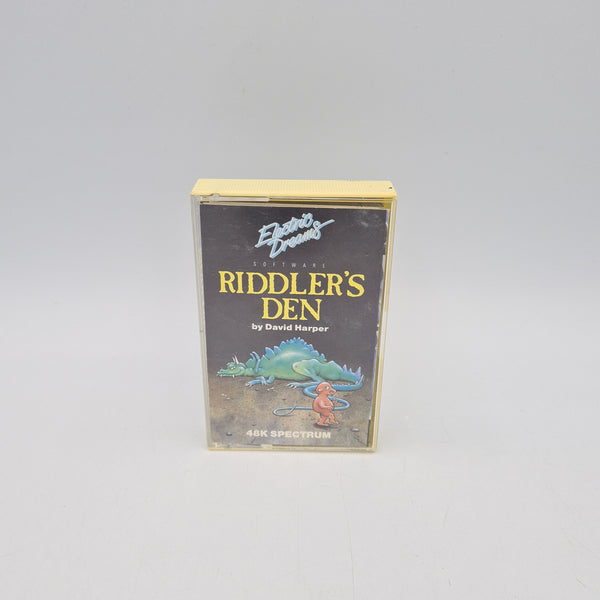 Electric
Dreams
SOFTWARE
RIDDLER'S
DEN
by David Harper
48K SPECTRUM